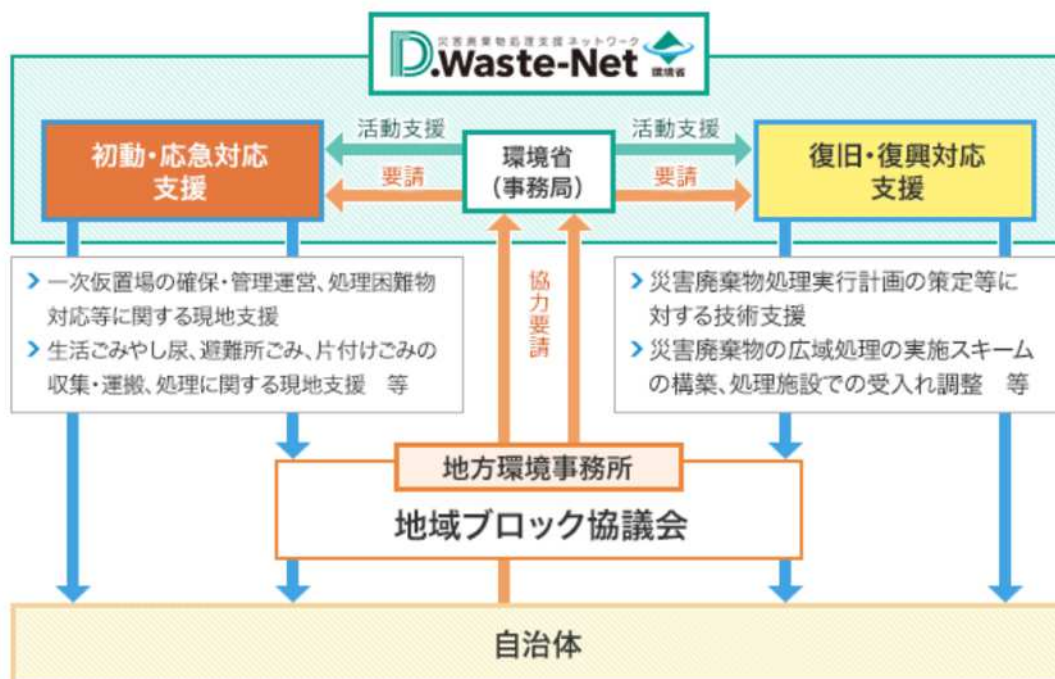 災害廃棄物処理支援ネットワーク
D.Waste-Net
環境省
初動・応急対応
支援
活動支援
要請
環境省
(事務局)
活動支援
要請
復旧・復興対応
支援
一次仮置場の確保・管理運営、処理困難物
対応等に関する現地支援
生活ごみやし尿、避難所ごみ、片付けごみの
収集・運搬、処理に関する現地支援　等
協力要請
災害廃棄物処理実行計画の策定等に
対する技術支援
災害廃棄物の広域処理の実施スキーム
の構築、処理施設での受入れ調整　等
地方環境事務所
地域ブロック協議会
自治体